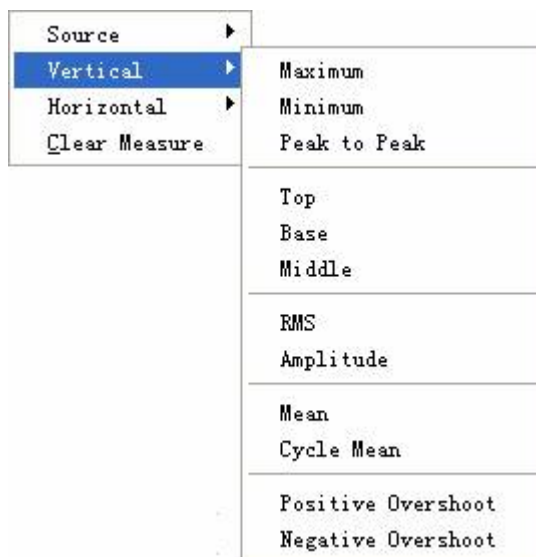 Source
Vertical
Horizontal
Clear Measure
Maximum
Minimum
Peak to Peak
Top
Base
Middle
RMS
Amplitude
Mean
Cycle Mean
Positive Overshoot
Negative Overshoot